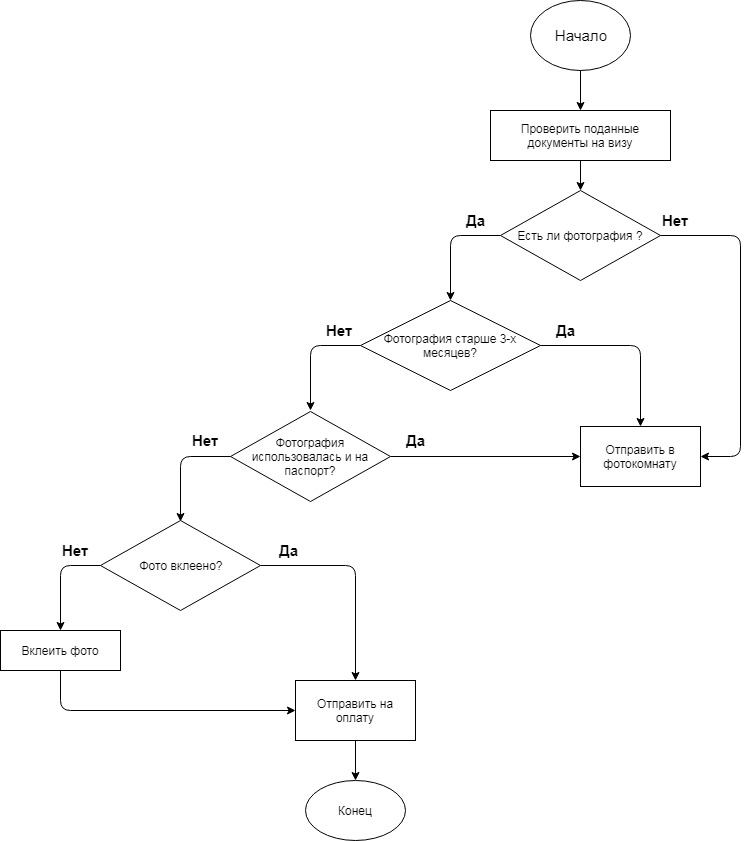 Начало
Проверить поданные
документы на визу
Да
Нет
Есть ли фотография ?
Нет
Да
Фотография старше 3-х
месяцев?
Нет
Да
Фотография
использовалась и на
паспорт?
Отправить в
фотокомнату
Нет
Да
Фото вклеено?
Вклеить фото
Отправить на
оплату
Конец